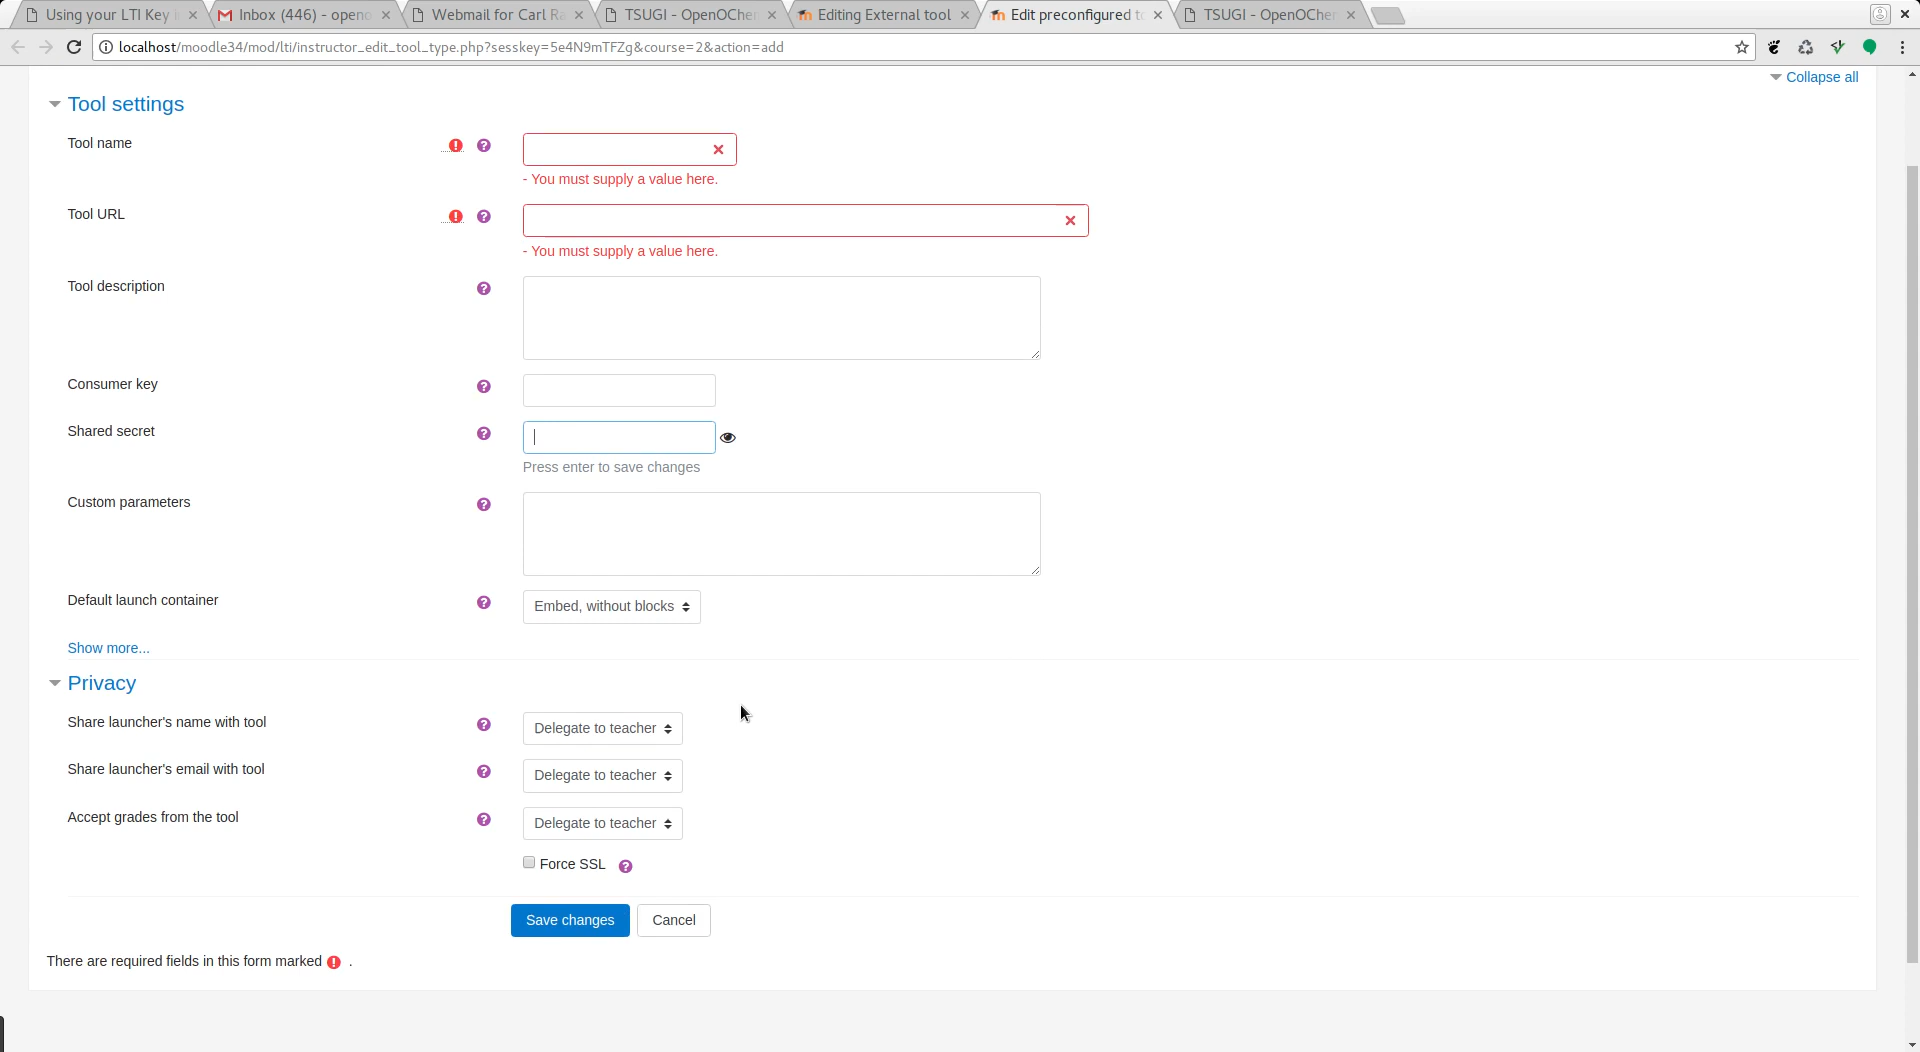 Using your LTI Key
Inbox (446) - openo
Webmail for Carl Ra
TSUGI - OpenOChe
Editing External tool
Edit preconfigured to
TSUGI - OpenOChe
localhost/moodle34/mod/lti/instructor_edit_tool_type.php?sesskey=5e4N9mTFZg&course=2&action=add
Collapse all
Tool settings
Tool name
- You must supply a value here.
Tool URL
- You must supply a value here.
Tool description
Consumer key
Shared secret
Press enter to save changes
Custom parameters
Default launch container
Embed, without blocks
Show more...
Privacy
Share launcher's name with tool
Delegate to teacher
Share launcher's email with tool
Delegate to teacher
Accept grades from the tool
Delegate to teacher
Force SSL
Save changes
Cancel
There are required fields in this form marked .